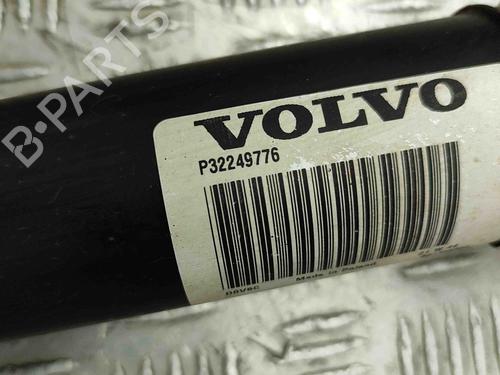 B-PARTS
VOLVO
P32249776
Made in Poland